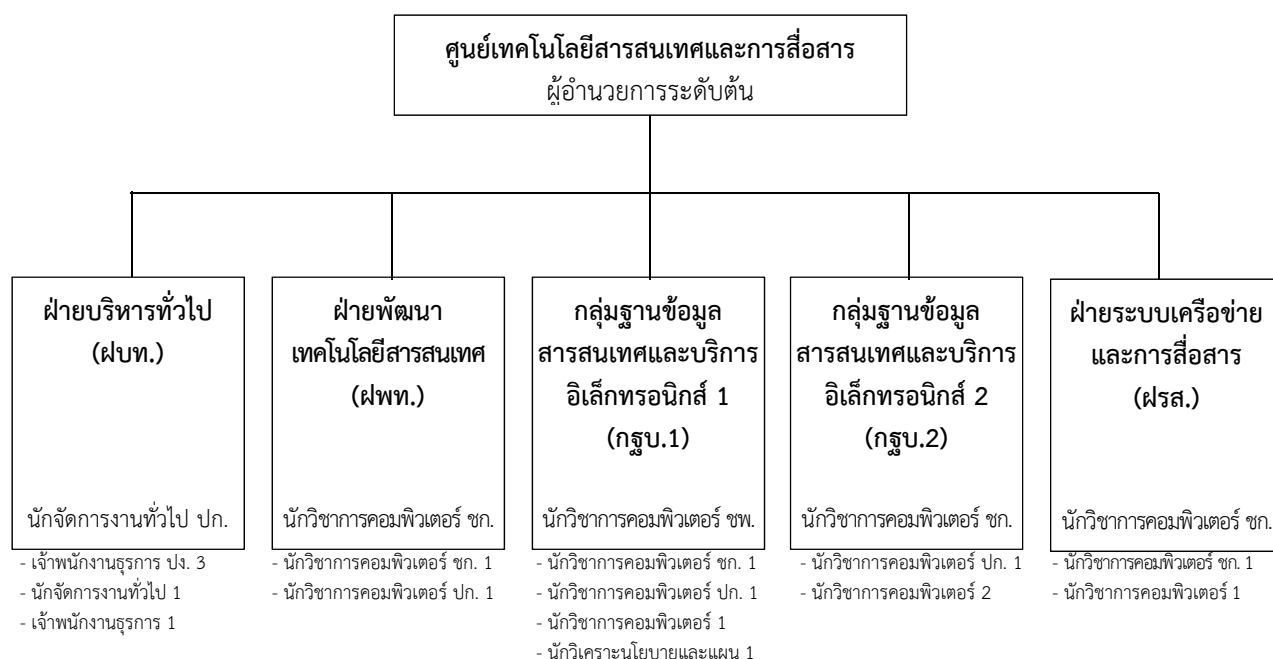 ศูนย์เทคโนโลยีสารสนเทศและการสื่อสาร
ผู้อำนวยการระดับต้น
ฝ่ายบริหารทั่วไป
(ฝบท.)
นักจัดการงานทั่วไป ปก.
- เจ้าพนักงานธุรการ ปง. 3
- นักจัดการงานทั่วไป 1
- เจ้าพนักงานธุรการ 1
ฝ่ายพัฒนา
เทคโนโลยีสารสนเทศ
(ฝพท.)
นักวิชาการคอมพิวเตอร์ ชก.
- นักวิชาการคอมพิวเตอร์ ชก. 1
- นักวิชาการคอมพิวเตอร์ ปก. 1
กลุ่มฐานข้อมูล
สารสนเทศและบริการ
อิเล็กทรอนิกส์ 1
(กฐบ.1)
นักวิชาการคอมพิวเตอร์ ชพ.
- นักวิชาการคอมพิวเตอร์ ชก. 1
- นักวิชาการคอมพิวเตอร์ ปก. 1
- นักวิชาการคอมพิวเตอร์ 1
- นักวิเคราะนโยบายและแผน 1
กลุ่มฐานข้อมูล
สารสนเทศและบริการ
อิเล็กทรอนิกส์ 2
(กฐบ.2)
นักวิชาการคอมพิวเตอร์ ชก.
- นักวิชาการคอมพิวเตอร์ ปก. 1
- นักวิชาการคอมพิวเตอร์ 2
ฝ่ายระบบเครือข่าย
และการสื่อสาร
(ฝรส.)
นักวิชาการคอมพิวเตอร์ ชก.
- นักวิชาการคอมพิวเตอร์ ชก. 1
- นักวิชาการคอมพิวเตอร์ 1